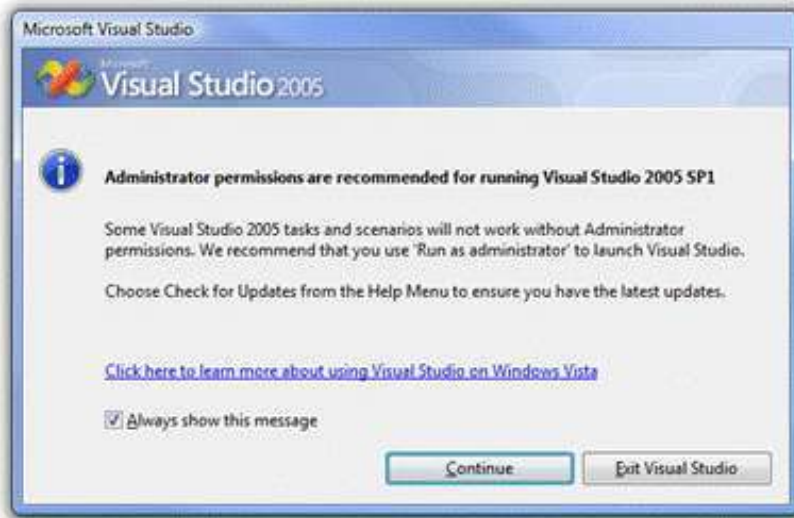 Microsoft Visual Studio
Microsoft
Visual Studio 2005
Administrator permissions are recommended for running Visual Studio 2005 SP1
Some Visual Studio 2005 tasks and scenarios will not work without Administrator
permissions. We recommend that you use 'Run as administrator' to launch Visual Studio.
Choose Check for Updates from the Help Menu to ensure you have the latest updates.
Click here to learn more about using Visual Studio on Windows Vista
Always show this message
Continue
Exit Visual Studio